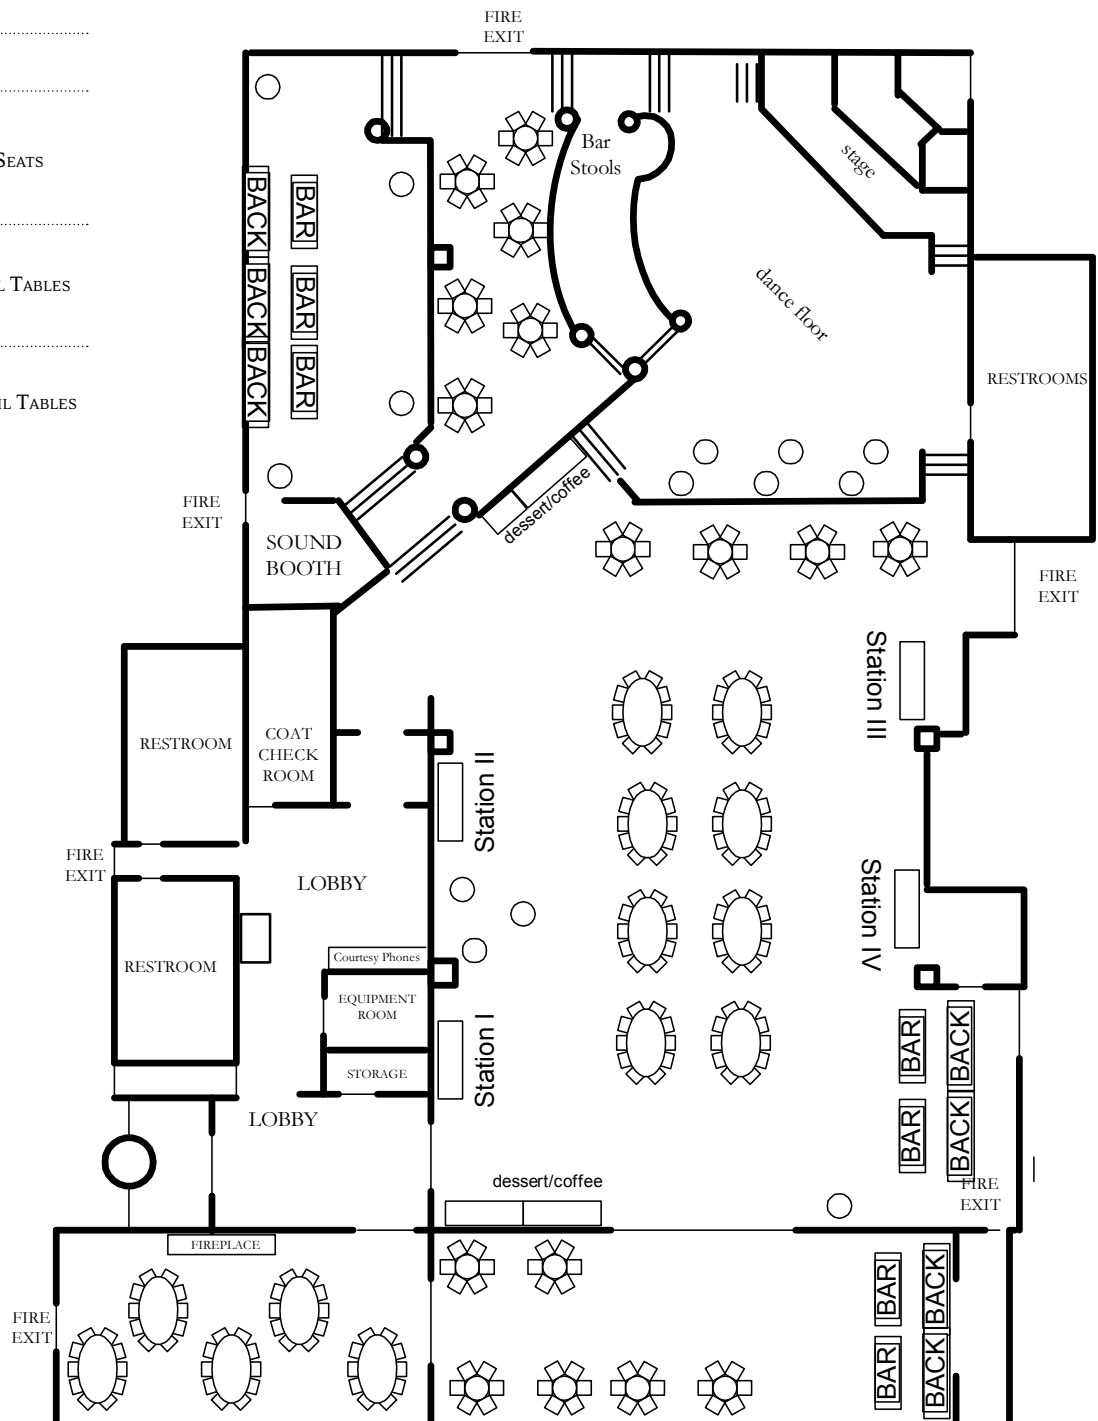 FIRE
EXIT
SEATS
TABLES
TABLES
Bar
Stools
stage
BACK
BAR
BACK
BAR
BACK
BAR
dance floor
RESTROOMS
dessert/coffee
FIRE
EXIT
SOUND
BOOTH
FIRE
EXIT
Station III
RESTROOM
COAT
CHECK
ROOM
Station II
FIRE
EXIT
LOBBY
Station IV
RESTROOM
Courtesy Phones
EQUIPMENT
ROOM
STORAGE
Station I
BAR
BACK
BAR
BACK
LOBBY
dessert/coffee
FIRE
EXIT
FIREPLACE
BAR
BACK
FIRE
EXIT
BAR
BACK